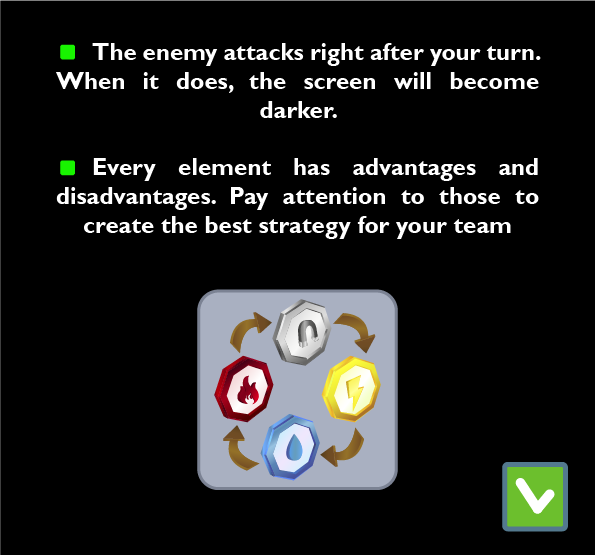 The enemy attacks right after your turn.
When it does, the screen will become
darker.
Every element has advantages and
disadvantages. Pay attention to those to
create the best strategy for your team